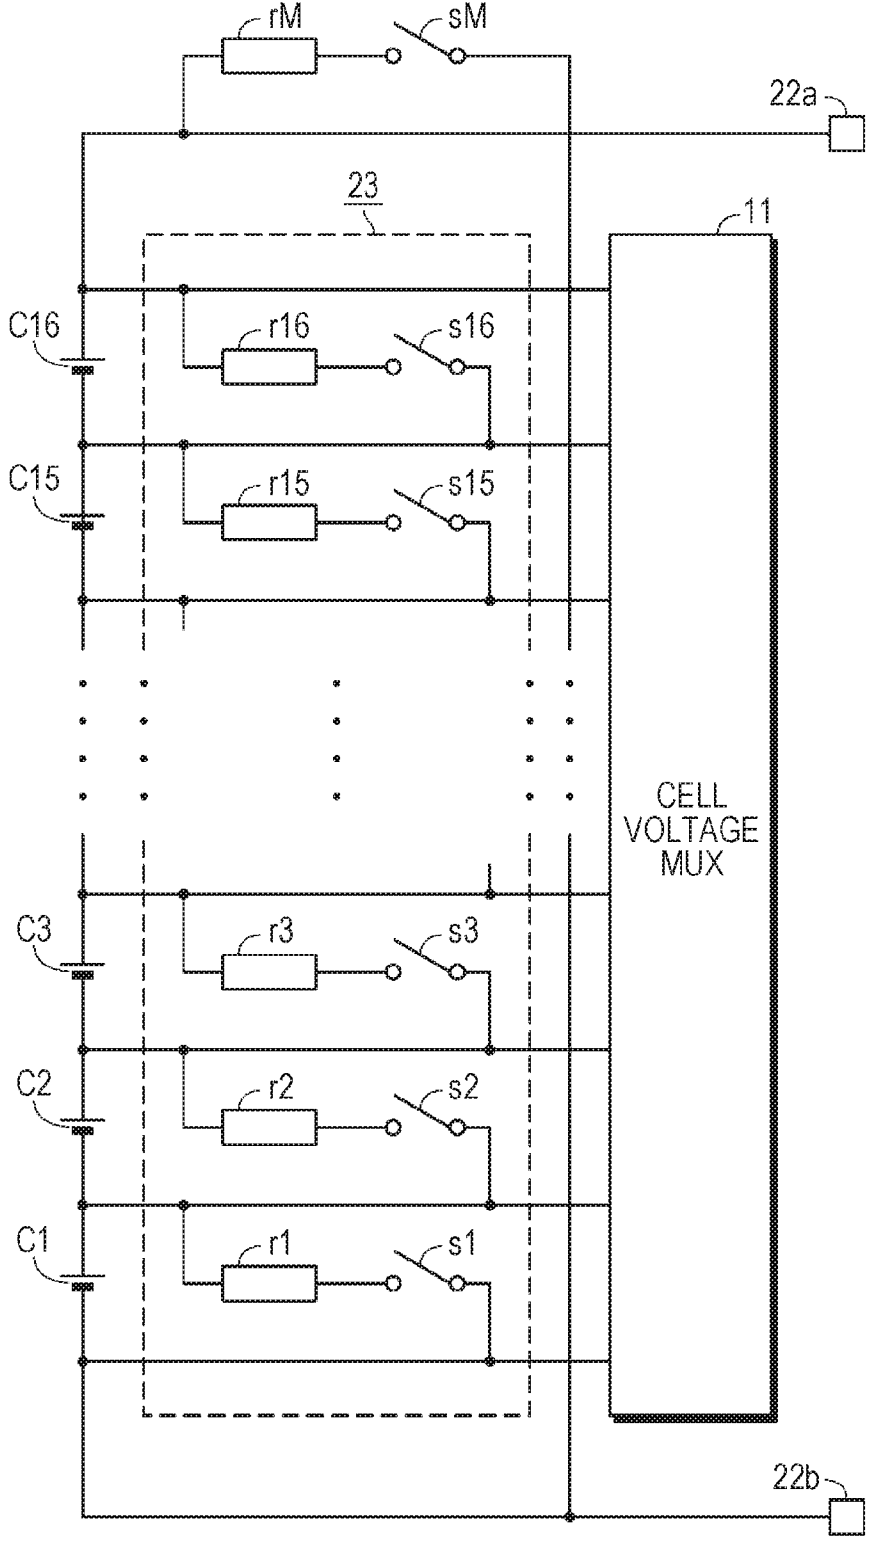 rM
sM
22a
23
11
C16
r16
s16
C15
r15
s15
CELL
VOLTAGE
MUX
C3
r3
s3
C2
r2
s2
C1
r1
s1
22b